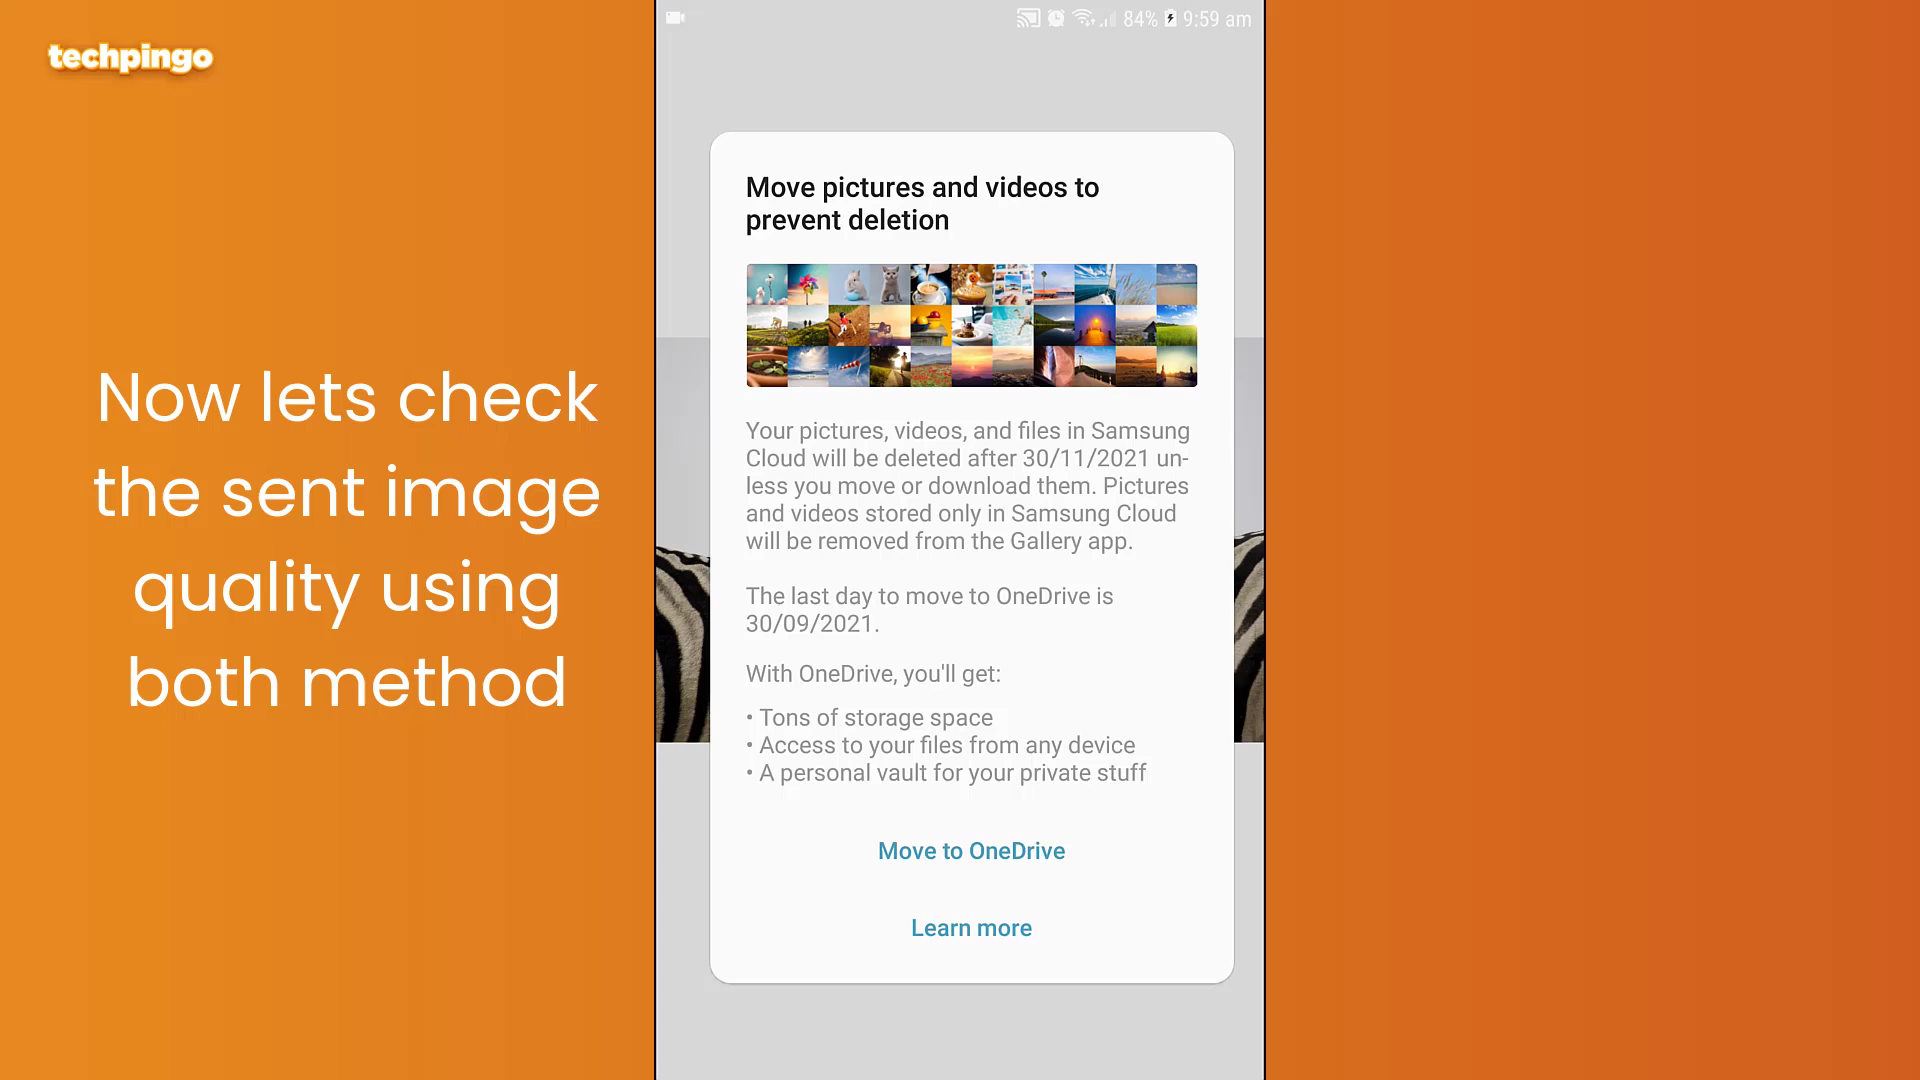 techpingo
84% 9:59 am
Now lets check
the sent image
quality using
both method
Move pictures and videos to
prevent deletion
Your pictures, videos, and files in Samsung
Cloud will be deleted after 30/11/2021 un-
less you move or download them. Pictures
and videos stored only in Samsung Cloud
will be removed from the Gallery app.
The last day to move to OneDrive is
30/09/2021.
With OneDrive, you'll get:
• Tons of storage space
• Access to your files from any device
• A personal vault for your private stuff
Move to OneDrive
Learn more